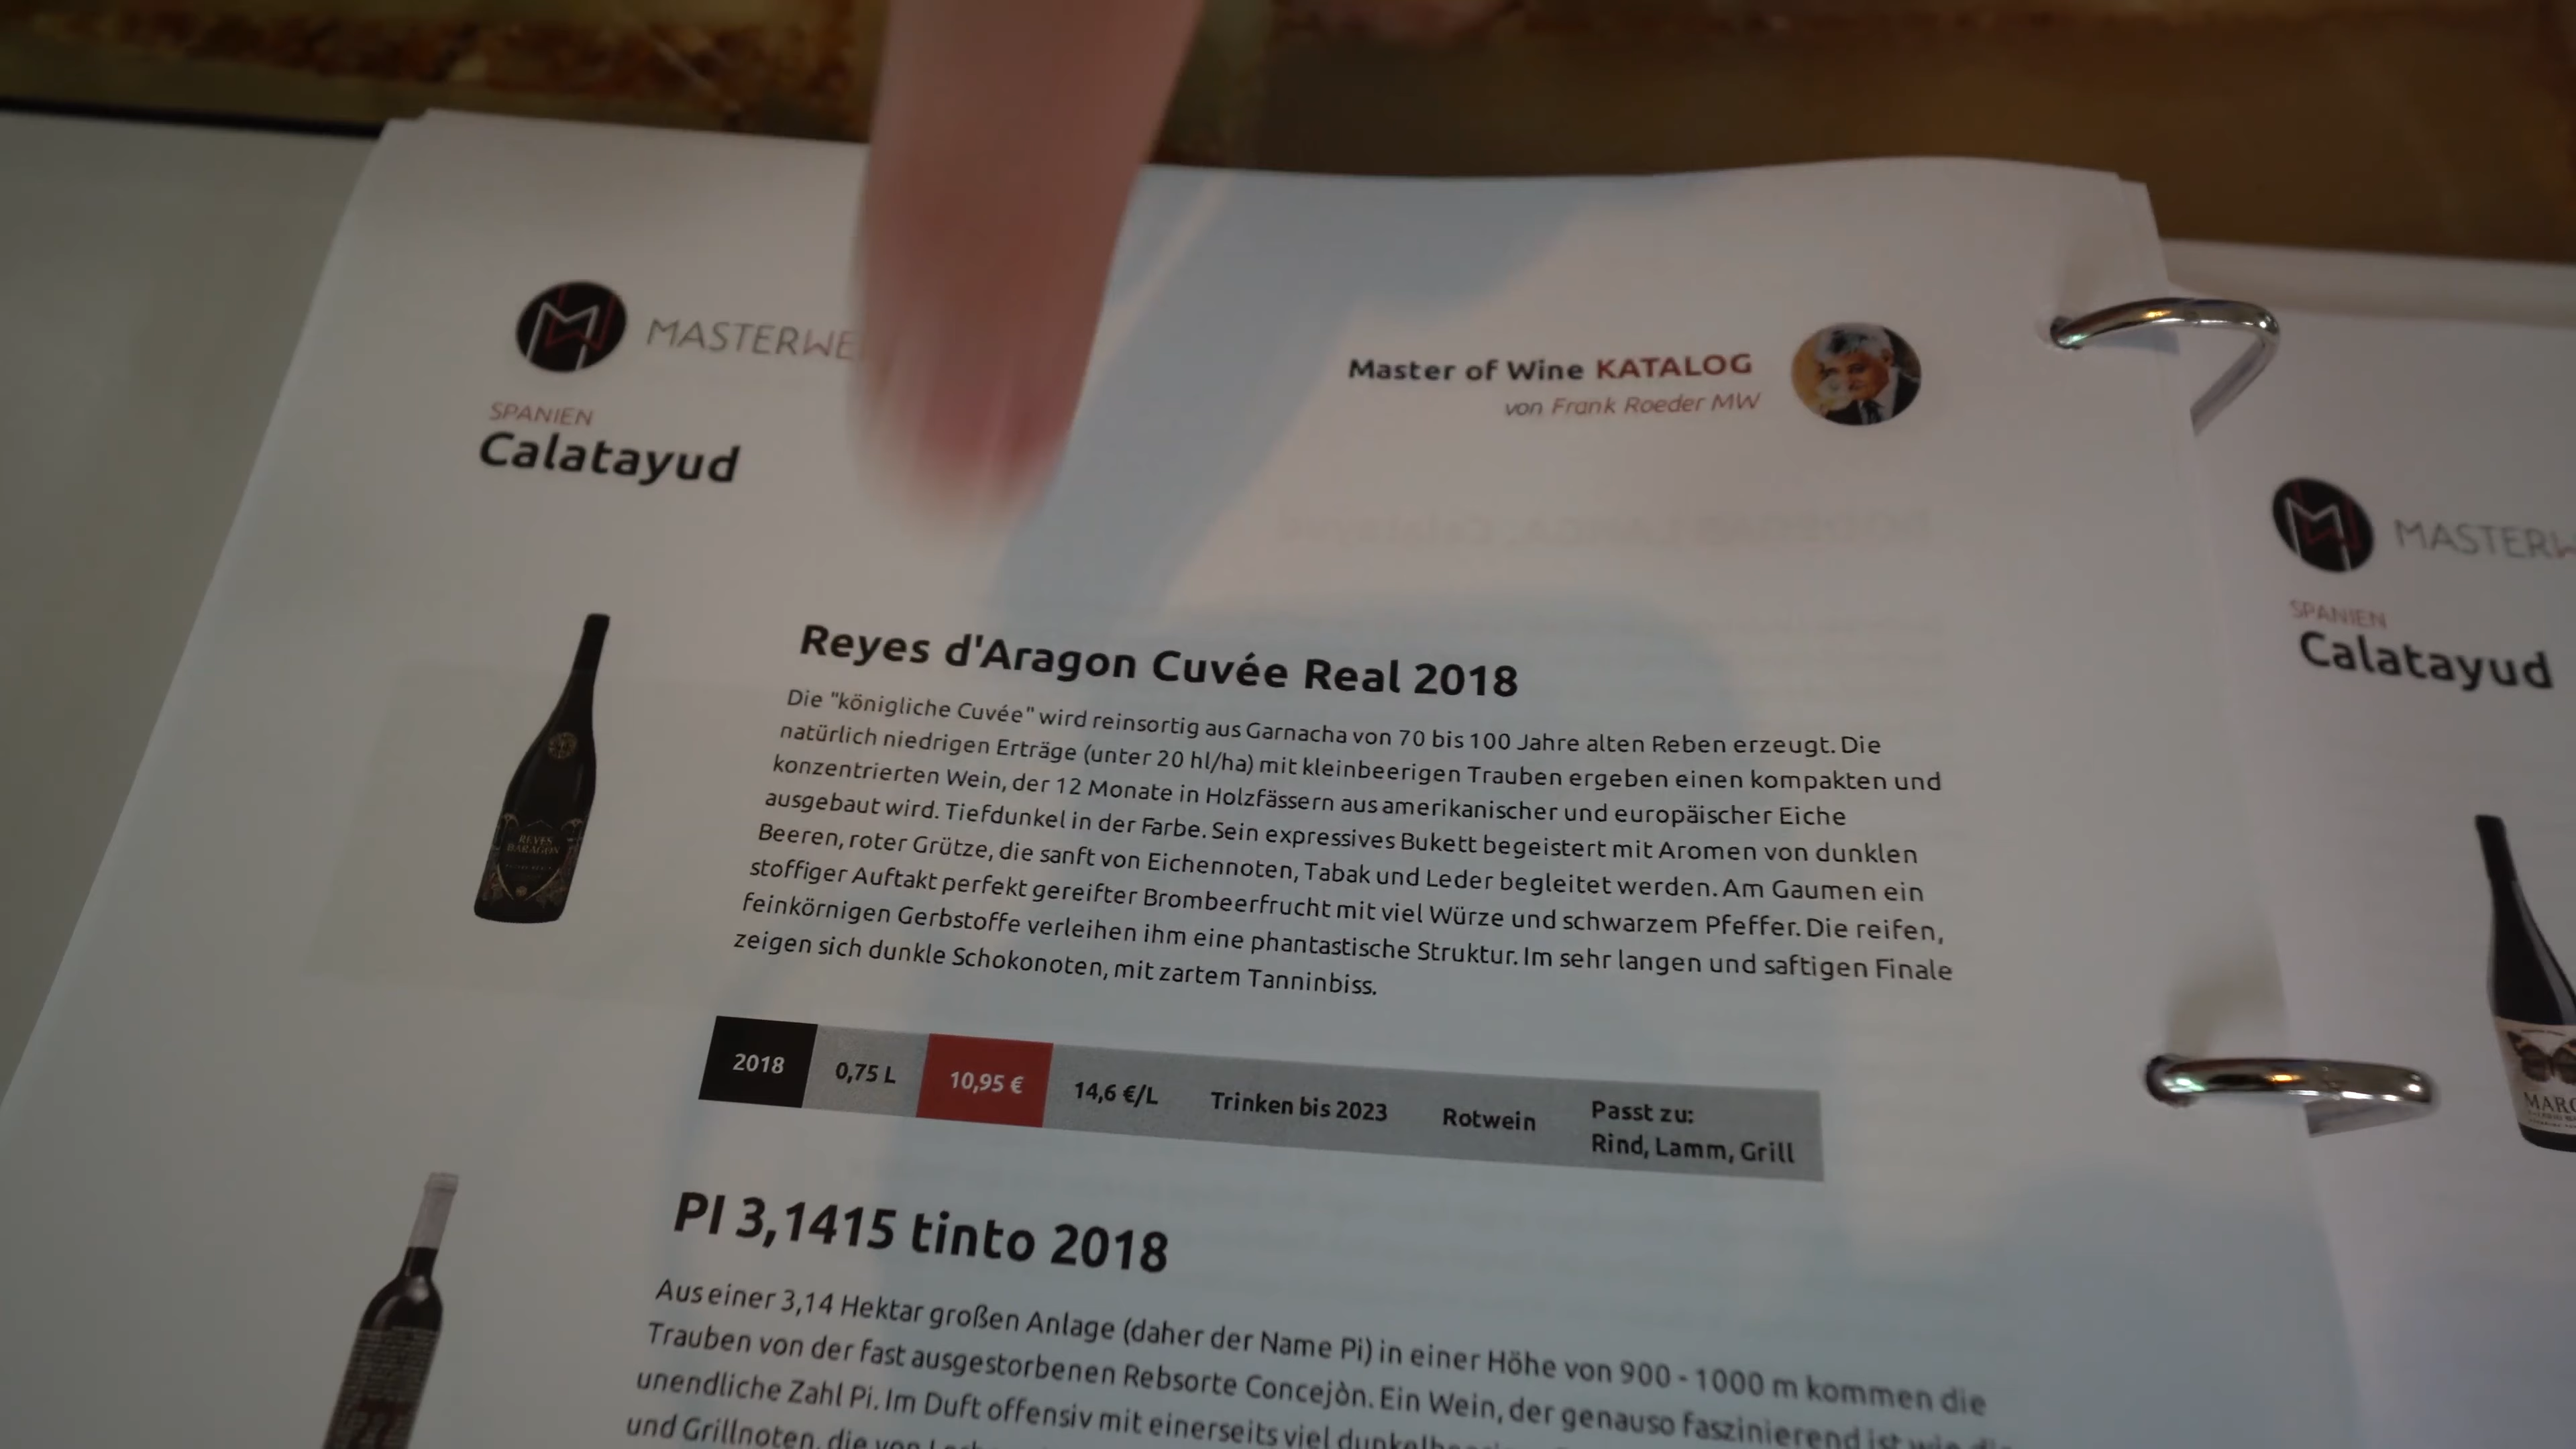 MASTERWE
Master of Wine KATALOG
von Frank Roeder MW
SPANIEN
Calatayud
Reyes d'Aragon Cuvée Real 2018
Die "königliche Cuvée" wird reinsortig aus Garnacha von 70 bis 100 Jahre alten Reben erzeugt. Die
natürlich niedrigen Erträge (unter 20 hl/ha) mit kleinbeerigen Trauben ergeben einen kompakten und
konzentrierten Wein, der 12 Monate in Holzfässern aus amerikanischer und europäischer Eiche
ausgebaut wird. Tiefdunkel in der Farbe. Sein expressives Bukett begeistert mit Aromen von dunklen
Beeren, roter Grütze, die sanft von Eichennoten, Tabak und Leder begleitet werden. Am Gaumen ein
stoffiger Auftakt perfekt gereifter Brombeerfrucht mit viel Würze und schwarzem Pfeffer. Die reifen,
feinkörnigen Gerbstoffe verleihen ihm eine phantastische Struktur. Im sehr langen und saftigen Finale
zeigen sich dunkle Schokonoten, mit zartem Tanninbiss.
REYES
DARAGON
2018 0,75 L 10,95 € 14,6 €/L Trinken bis 2023 Rotwein Passt zu:
Rind, Lamm, Grill
PI 3,1415 tinto 2018
Aus einer 3,14 Hektar großen Anlage (daher der Name Pi) in einer Höhe von 900 - 1000 m kommen die
Trauben von der fast ausgestorbenen Rebsorte Concejòn. Ein Wein, der genauso faszinierend ist wie die
unendliche Zahl Pi. Im Duft offensiv mit einerseits viel
und Grillnoten, die von
MASTERW
SPANIEN
Calatayud
MARG